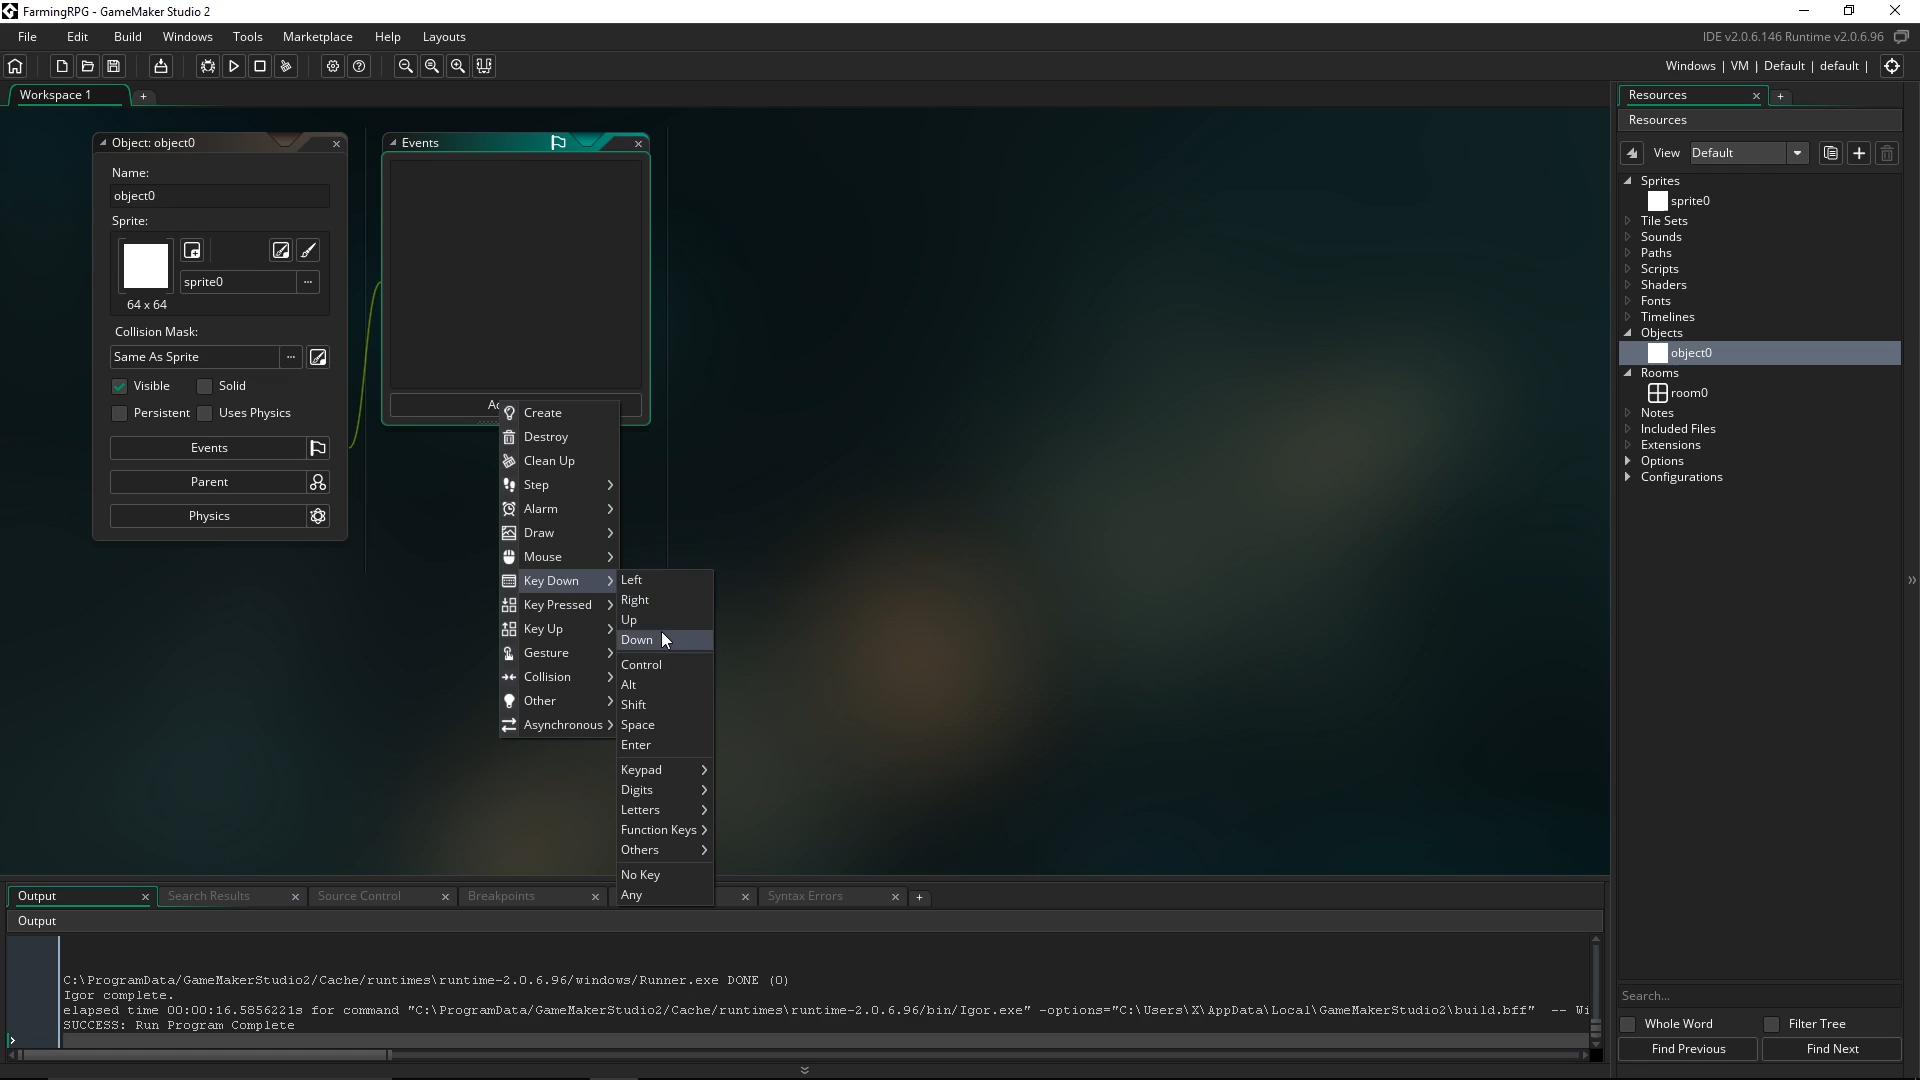 FarmingRPG - GameMaker Studio 2
File Edit Build Windows Tools Marketplace Help Layouts
IDE v2.0.6.146 Runtime v2.0.6.96
Windows | VM | Default | default |
Workspace 1
+
Object: object0
Name:
object0
Sprite:
sprite0
64 x 64
Collision Mask:
Same As Sprite
Visible Solid
Persistent Uses Physics
Events
Parent
Physics
Events
Create
Destroy
Clean Up
Step
Alarm
Draw
Mouse
Key Down
Key Pressed
Key Up
Gesture
Collision
Other
Asynchronous
Left
Right
Up
Down
Control
Alt
Shift
Space
Enter
Keypad
Digits
Letters
Function Keys
Others
No Key
Any
Resources
Resources
View Default
Sprites
sprite0
Tile Sets
Sounds
Paths
Scripts
Shaders
Fonts
Timelines
Objects
object0
Rooms
room0
Notes
Included Files
Extensions
Options
Configurations
Search...
Whole Word Filter Tree
Find Previous Find Next
Output Search Results Source Control Breakpoints Syntax Errors
Output
C:\ProgramData/GameMakerStudio2/Cache/runtimes\runtime-2.0.6.96/windows/Runner.exe DONE (0)
Igor complete.
elapsed time 00:00:16.5856221s for command "C:\ProgramData/GameMakerStudio2/Cache/runtimes\runtime-2.0.6.96/bin/Igor.exe" -options="C:\Users\X\AppData\Local\GameMakerStudio2\build.bff" -- Wi
SUCCESS: Run Program Complete